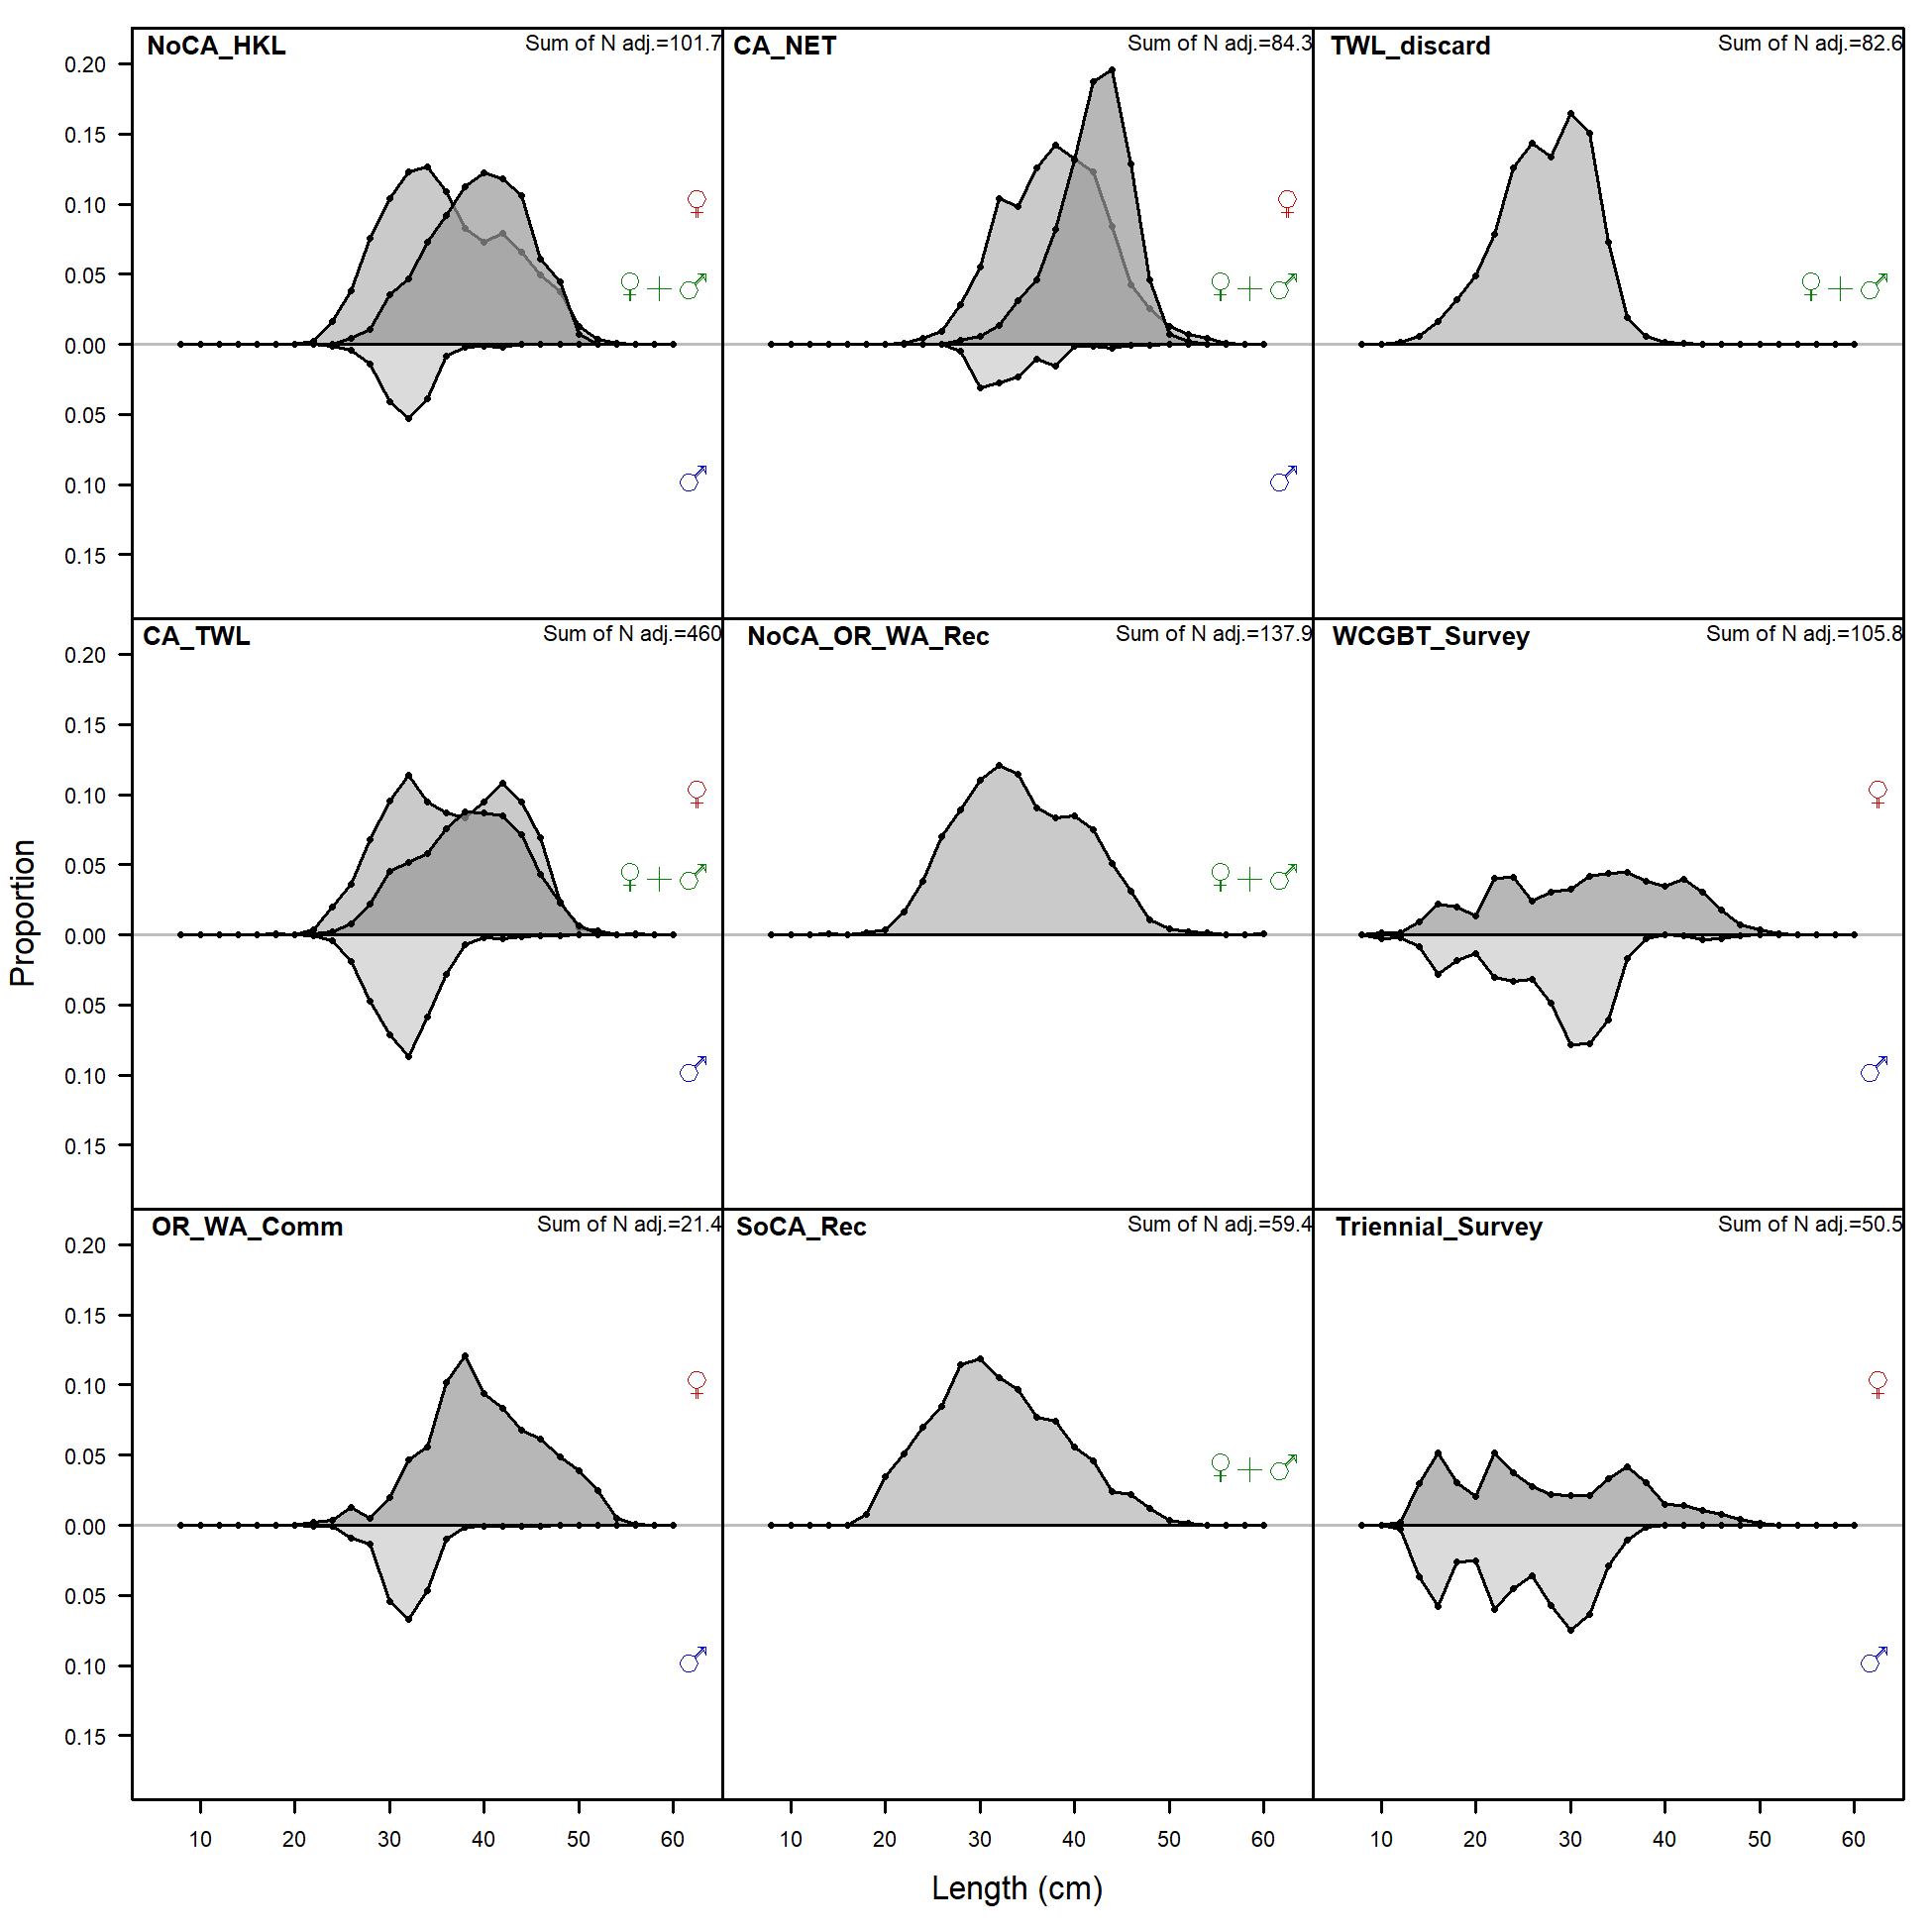 NoCA_HKL
Sum of N adj.=101.7
CA_NET
Sum of N adj.=84.3
TWL_discard
Sum of N adj.=82.6
0.20
0.15
0.10
0.05
0.00
0.05
0.10
0.15
♀
♀+♂
♂
♀
♀+♂
♂
♀+♂
CA_TWL
Sum of N adj.=460
NoCA_OR_WA_Rec
Sum of N adj.=137.9
WCGBT_Survey
Sum of N adj.=105.8
0.20
0.15
0.10
0.05
0.00
0.05
0.10
0.15
♀
♀+♂
♂
♀+♂
♀
♂
Proportion
OR_WA_Comm
Sum of N adj.=21.4
SoCA_Rec
Sum of N adj.=59.4
Triennial_Survey
Sum of N adj.=50.5
0.20
0.15
0.10
0.05
0.00
0.05
0.10
0.15
♀
♂
♀+♂
♀
♂
10 20 30 40 50 60
10 20 30 40 50 60
10 20 30 40 50 60
Length (cm)